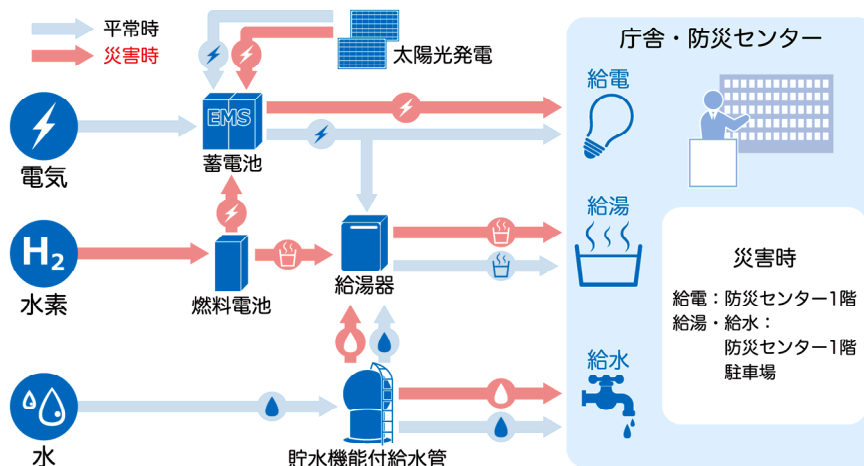 平常時
災害時
太陽光発電
庁舎・防災センター
給電
EMS
電気
蓄電池
給湯
H2
水素
燃料電池
給湯器
災害時
給電：防災センター1階
給湯・給水：
防災センター1階
駐車場
給水
水
貯水機能付給水管